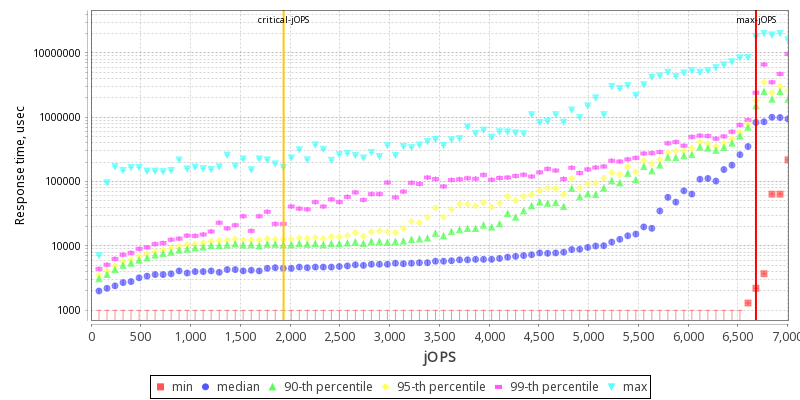 critical-jOPS max-jOPS
10000000
1000000
100000
10000
1000
Response time, usec
0 500 1,000 1,500 2,000 2,500 3,000 3,500 4,000 4,500 5,000 5,500 6,000 6,500 7,000
jOPS
min median 90-th percentile 95-th percentile 99-th percentile max